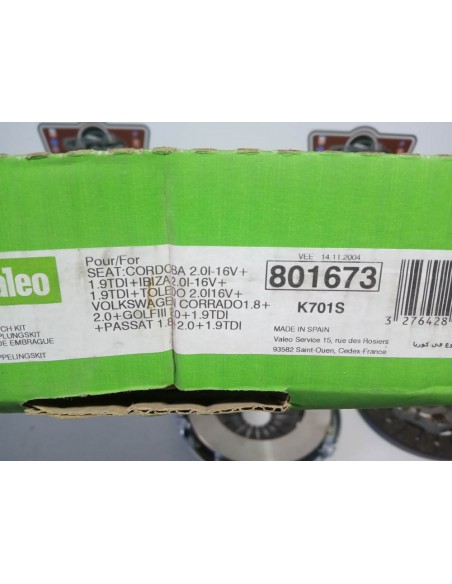 aleo
CH KIT
PLUNGSKIT
DE EMBRAGUE
PPELINGSKIT
Pour/For
SEAT:CORDOBA 2.0I-16V+
1.9TDI+IBIZA 2.0I-16V+
1.9TDI+TOLEDO 2.0I16V+
VOLKSWAGEN CORRADO1.8+
2.0+GOLFIII 2.0+1.9TDI
+PASSAT 1.8+2.0+1.9TDI
VEE 14.11.2004
801673
K701S
MADE IN SPAIN
Valeo Service 15, rue des Rosiers
93582 Saint-Ouen, Cedex-France
3 276428
في كوريا